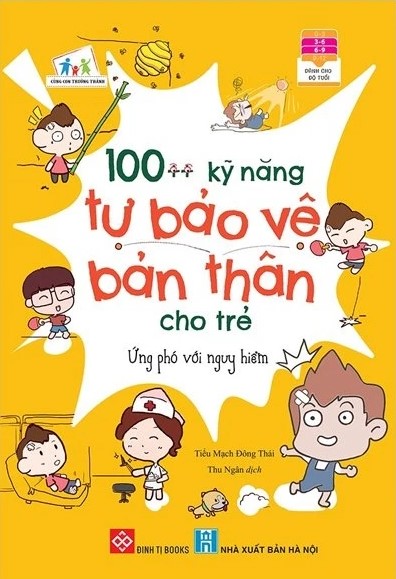 CÙNG CON TRƯỞNG THÀNH
3-6
6-9
DÀNH CHO
ĐỘ TUỔI
100++ kỹ năng
tự bảo vệ
bản thân
cho trẻ
Ứng phó với nguy hiểm
Tiểu Mạch Đông Thái
Thu Ngân dịch
ĐINH TỊ BOOKS
NHÀ XUẤT BẢN HÀ NỘI